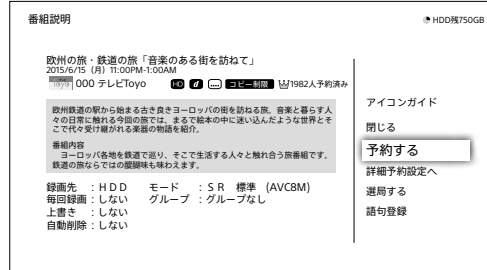 番組説明
HDD残750GB
欧州の旅・鉄道の旅「音楽のある街を訪ねて」
2015/6/15（月）11:00PM-1:00AM
000 テレビToyo HD d … コピー制限 1982人予約済み
欧州鉄道の駅から始まる古き良きヨーロッパの街を訪ねる旅。音楽と暮らす人
々の日常に触れる今回の旅では、まるで絵本の中に迷い込んだような世界とそ
こで代々受け継がれる楽器の物語を紹介。
番組内容
ヨーロッパ各地を鉄道で巡り、そこで生活する人々と触れ合う旅番組です。
鉄道の旅ならではの醍醐味も味わえます。
録画先　：ＨＤＤ　モード　：ＳＲ　標準（AVC8M）
毎回録画：しない　グループ　：グループなし
上書き　：しない
自動削除：しない
アイコンガイド
閉じる
予約する
詳細予約設定へ
選局する
語句登録